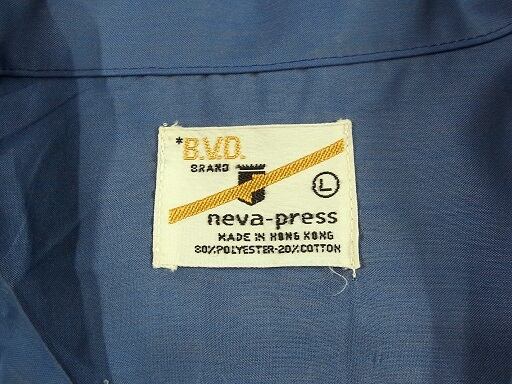 *B.V.D.
BRAND
L
neva-press
MADE IN HONG KONG
80%POLYESTER-20%COTTON